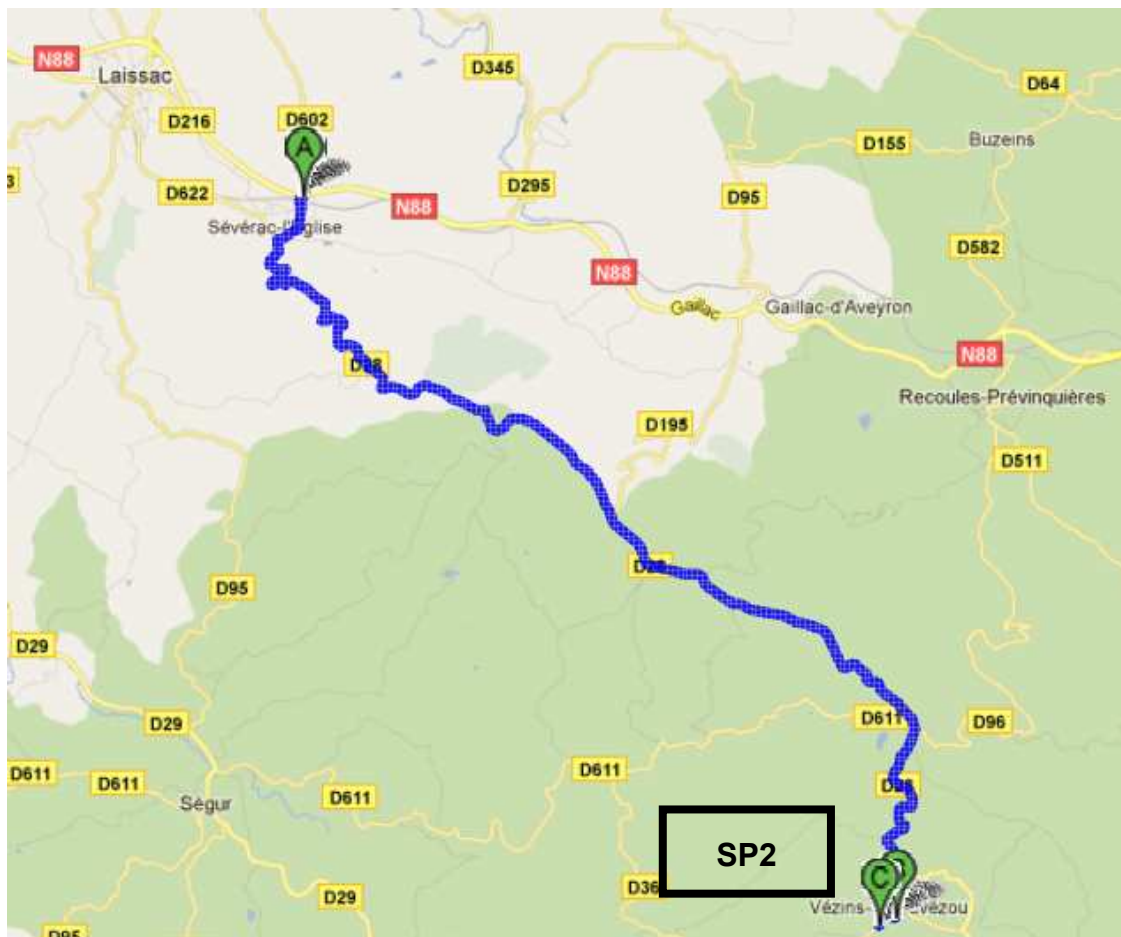 N88
D345
Laissac
D64
D216
D602
A
Buzeins
D155
D622
D295
D95
N88
Sévérac-l'Église
D582
N88
Gaillac
Gaillac-d'Aveyron
N88
Recoules-Prévinquières
D195
D511
D95
D29
D29
D611
D96
D611
D611
D611
Ségur
D611
SP2
C
D29
Vézins-
D95